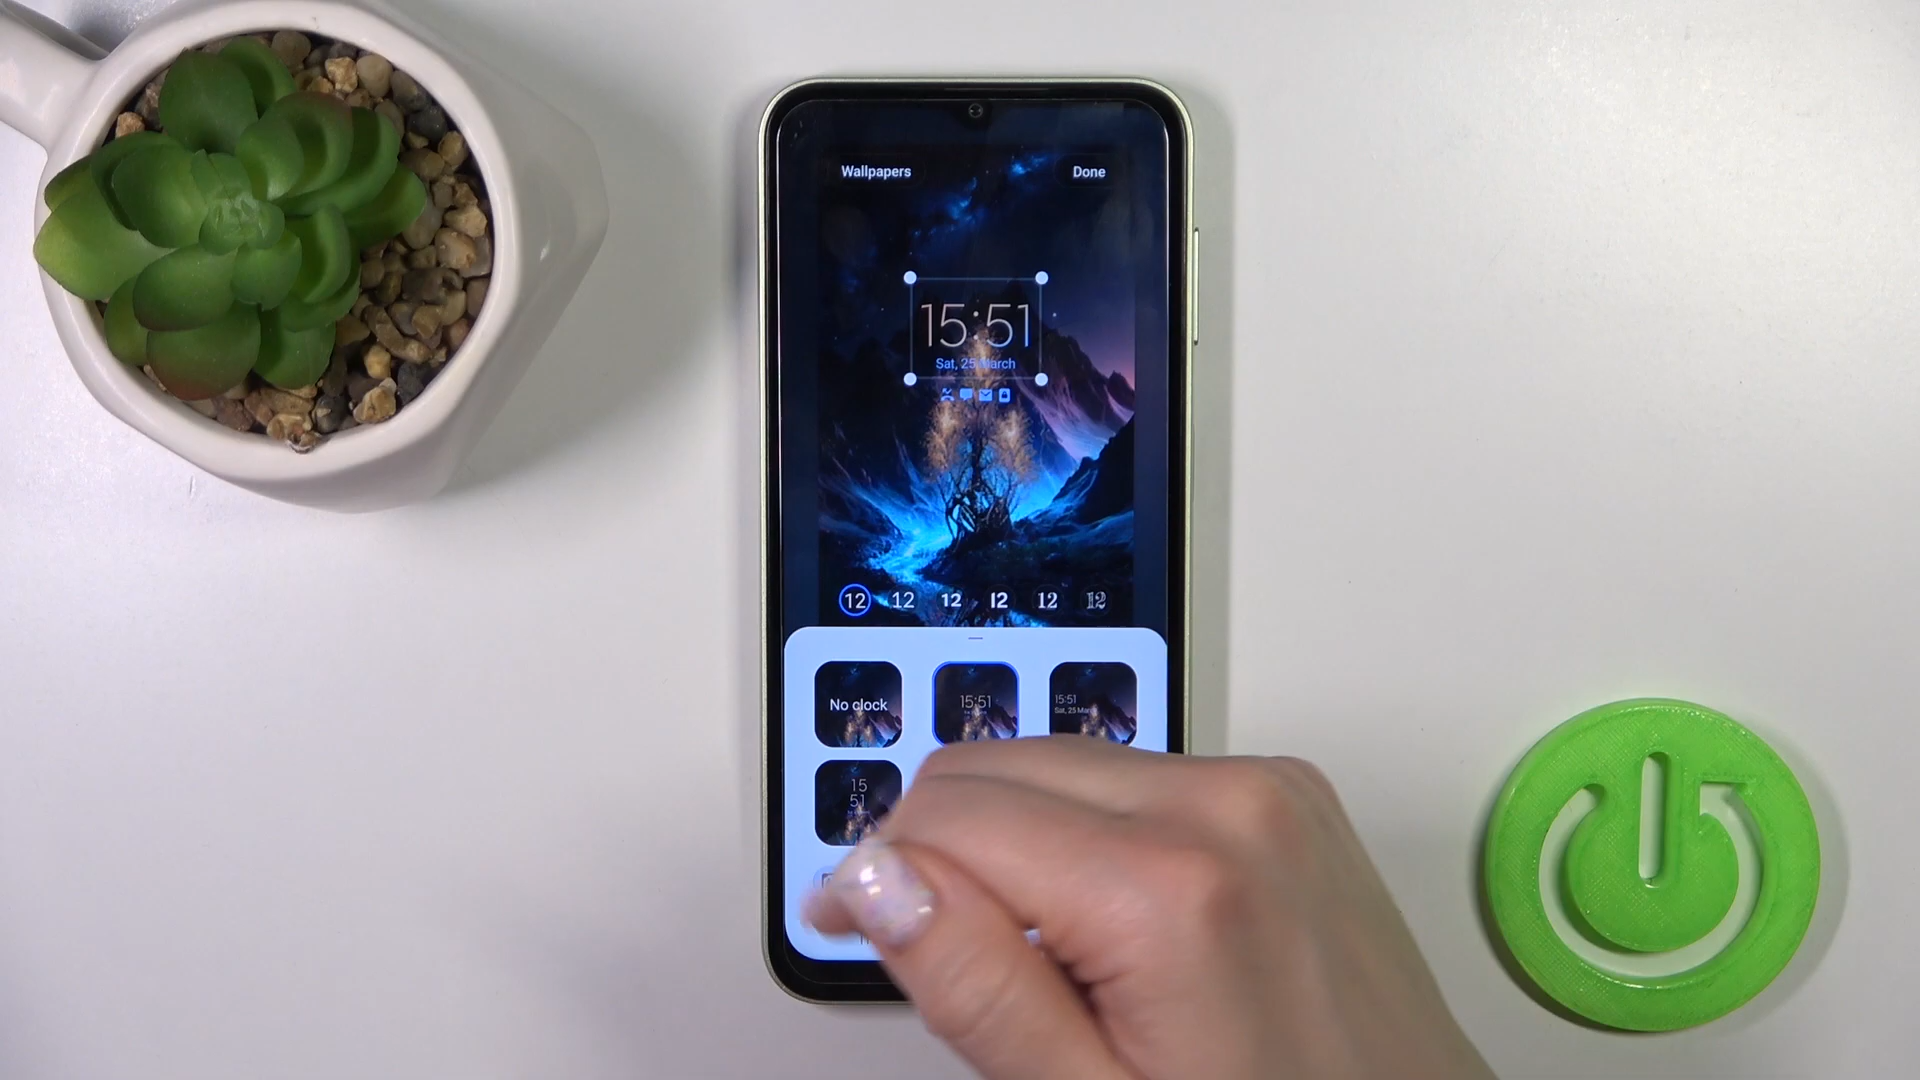 Wallpapers Done
15:51
Sat, 25 March
12 12 12 12 12 12
No clock
15:51
15:51
Sat, 25 March
15
51